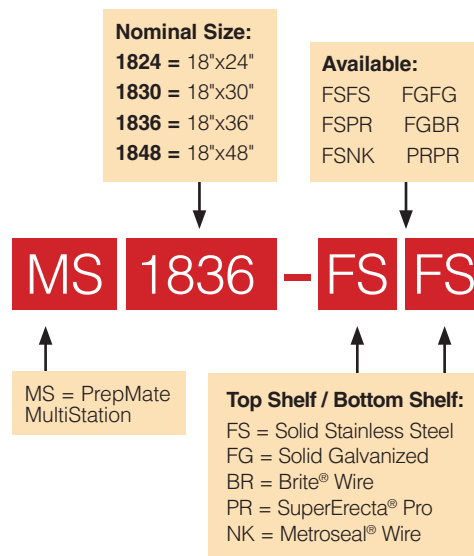 Nominal Size:
1824 = 18"x24"
1830 = 18"x30"
1836 = 18"x36"
1848 = 18"x48"
Available:
FSFS FGFG
FSPR FGBR
FSNK PRPR
MS 1836 – FS FS
MS = PrepMate
MultiStation
Top Shelf / Bottom Shelf:
FS = Solid Stainless Steel
FG = Solid Galvanized
BR = Brite® Wire
PR = SuperErecta® Pro
NK = Metroseal® Wire